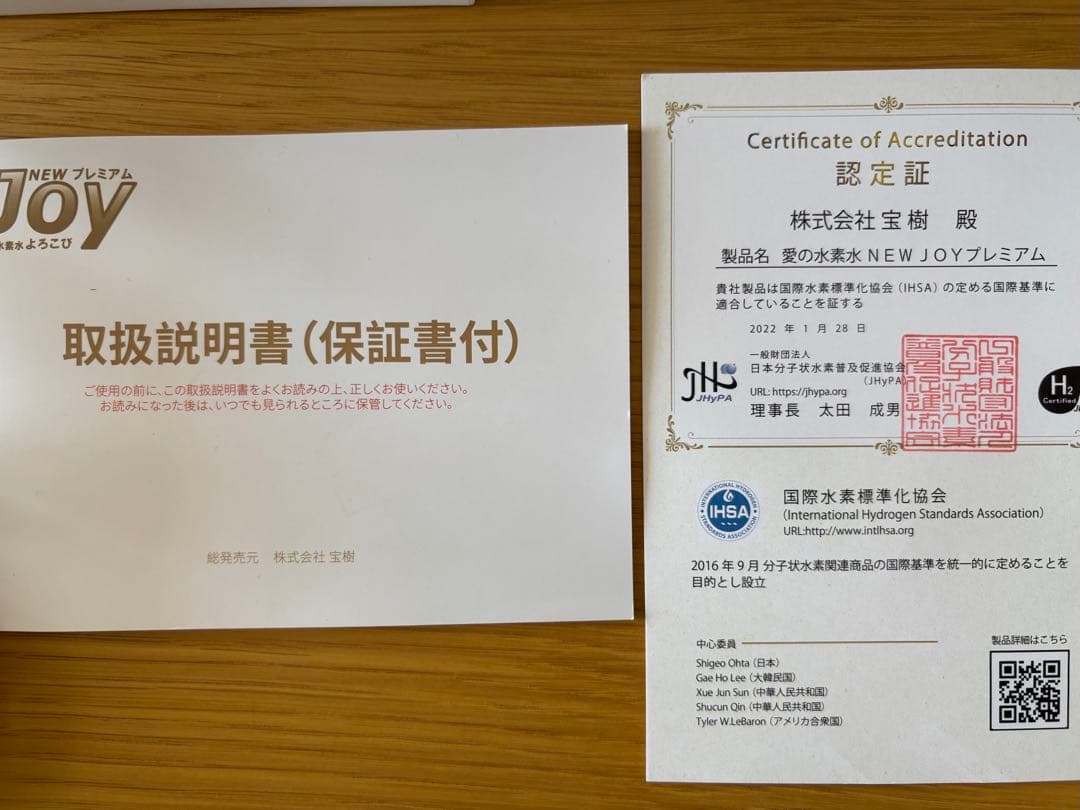 NEW プレミアム
Joy
水素水 よろこび
取扱説明書(保証書付)
ご使用の前に、この取扱説明書をよくお読みの上、正しくお使いください。
お読みになった後は、いつでも見られるところに保管してください。
総発売元 株式会社 宝樹
Certificate of Accreditation
認定証
株式会社 宝樹 殿
製品名 愛の水素水 NEW JOYプレミアム
貴社製品は国際水素標準化協会(IHSA)の定める国際基準に
適合していることを証する
2022 年 1 月 28 日
一般財団法人
日本分子状水素普及促進協会
(JHyPA)
URL: https://jhypa.org
理事長 太田 成男
JHyPA
H2
Certified
INTERNATIONAL HYDROGEN
IHSA
STANDARDS ASSOCIATION
国際水素標準化協会
(International Hydrogen Standards Association)
URL:http://www.intlhsa.org
2016 年 9 月 分子状水素関連商品の国際基準を統一的に定めることを
目的とし設立
中心委員
Shigeo Ohta (日本)
Gae Ho Lee (大韓民国)
Xue Jun Sun (中華人民共和国)
Shucun Qin (中華人民共和国)
Tyler W.LeBaron (アメリカ合衆国)
製品詳細はこちら